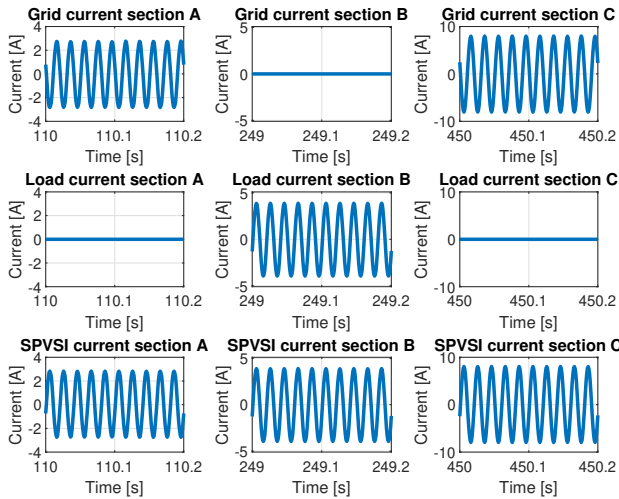 Grid current section A
Current [A]
4
2
0
-2
-4
110
110.1
110.2
Time [s]
Grid current section B
Current [A]
5
0
-5
249
249.1
249.2
Time [s]
Grid current section C
Current [A]
10
0
-10
450
450.1
450.2
Time [s]
Load current section A
Current [A]
4
2
0
-2
-4
110
110.1
110.2
Time [s]
Load current section B
Current [A]
5
0
-5
249
249.1
249.2
Time [s]
Load current section C
Current [A]
10
0
-10
450
450.1
450.2
Time [s]
SPVSI current section A
Current [A]
4
2
0
-2
-4
110
110.1
110.2
Time [s]
SPVSI current section B
Current [A]
5
0
-5
249
249.1
249.2
Time [s]
SPVSI current section C
Current [A]
10
0
-10
450
450.1
450.2
Time [s]